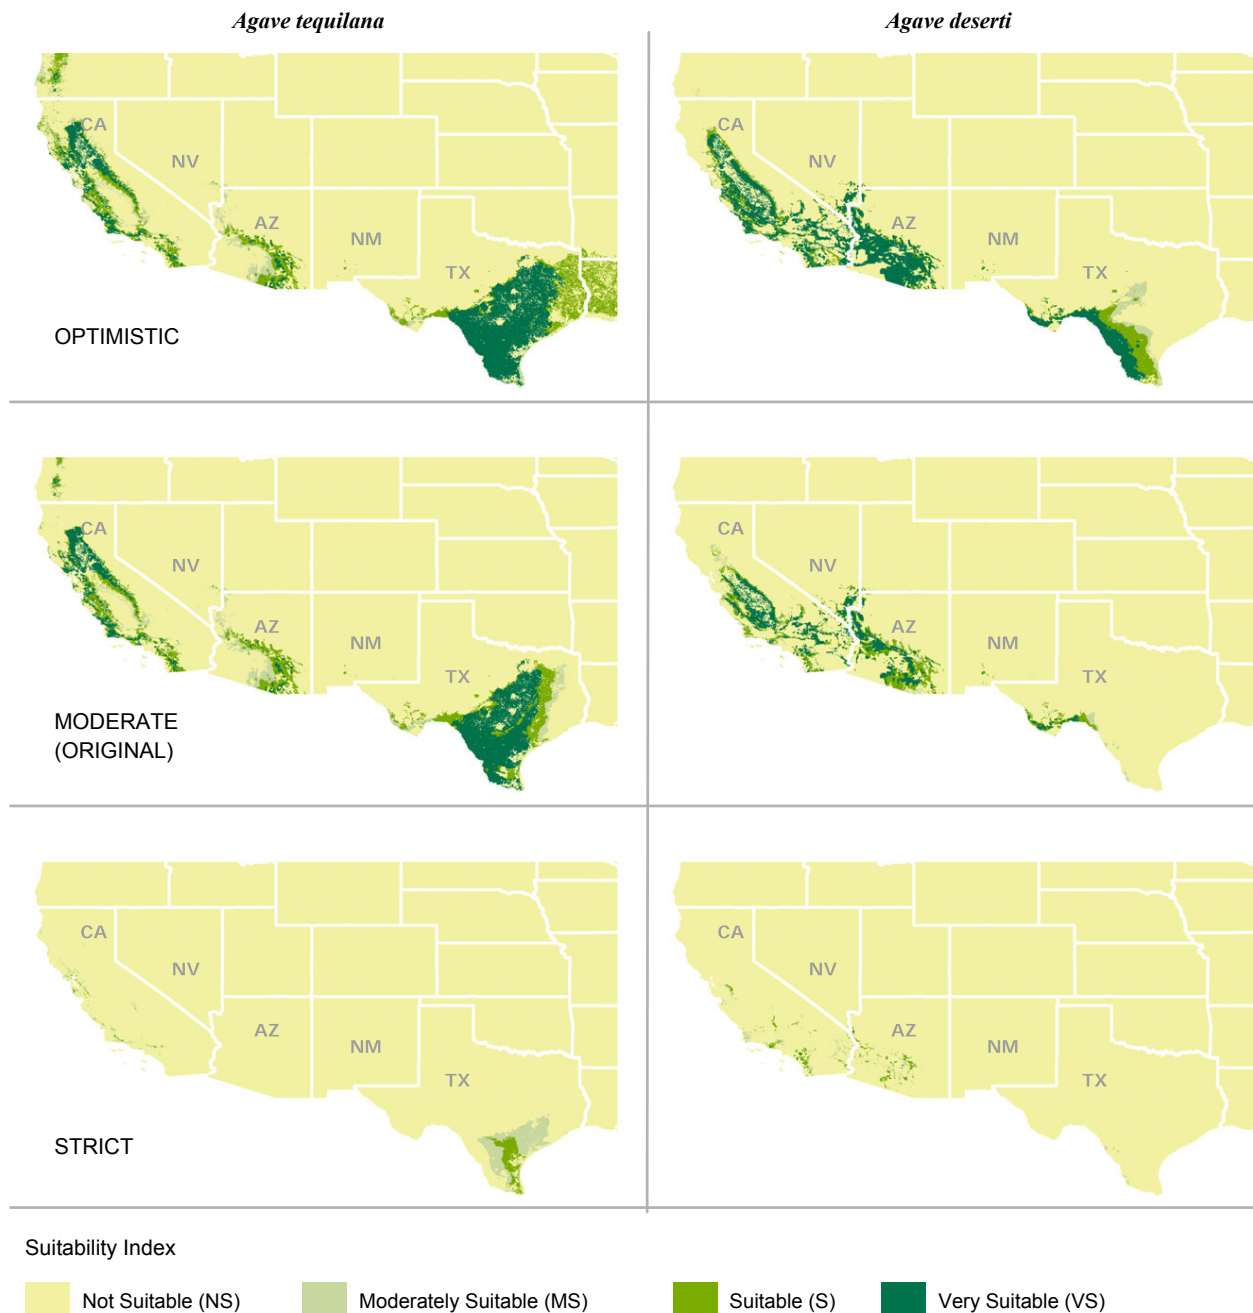 Agave tequilana
Agave deserti
CA
NV
AZ
NM
TX
OPTIMISTIC
CA
NV
AZ
NM
TX
CA
NV
AZ
NM
TX
MODERATE
(ORIGINAL)
CA
NV
AZ
NM
TX
CA
NV
AZ
NM
TX
STRICT
CA
NV
AZ
NM
TX
Suitability Index
Not Suitable (NS)
Moderately Suitable (MS)
Suitable (S)
Very Suitable (VS)